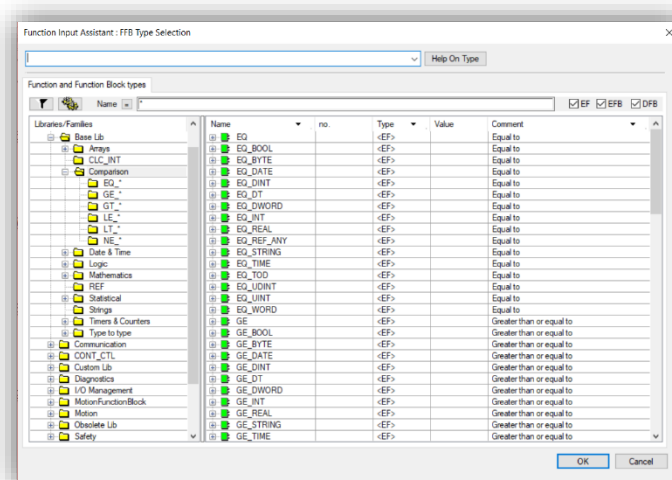 Function Input Assistant : FFB Type Selection
Help On Type
Function and Function Block types
Name = *
EF EFB DFB
Libraries/Families
Base Lib
Arrays
CLC_INT
Comparison
EQ_*
GE_*
GT_*
LE_*
LT_*
NE_*
Date & Time
Logic
Mathematics
REF
Statistical
Strings
Timers & Counters
Type to type
Communication
CONT_CTL
Custom Lib
Diagnostics
I/O Management
MotionFunctionBlock
Motion
Obsolete Lib
Safety
Name no. Type Value Comment
EQ <EF> Equal to
EQ_BOOL <EF> Equal to
EQ_BYTE <EF> Equal to
EQ_DATE <EF> Equal to
EQ_DINT <EF> Equal to
EQ_DT <EF> Equal to
EQ_DWORD <EF> Equal to
EQ_INT <EF> Equal to
EQ_REAL <EF> Equal to
EQ_REF_ANY <EF> Equal to
EQ_STRING <EF> Equal to
EQ_TIME <EF> Equal to
EQ_TOD <EF> Equal to
EQ_UDINT <EF> Equal to
EQ_UINT <EF> Equal to
EQ_WORD <EF> Equal to
GE <EF> Greater than or equal to
GE_BOOL <EF> Greater than or equal to
GE_BYTE <EF> Greater than or equal to
GE_DATE <EF> Greater than or equal to
GE_DINT <EF> Greater than or equal to
GE_DT <EF> Greater than or equal to
GE_DWORD <EF> Greater than or equal to
GE_INT <EF> Greater than or equal to
GE_REAL <EF> Greater than or equal to
GE_STRING <EF> Greater than or equal to
GE_TIME <EF> Greater than or equal to
OK Cancel